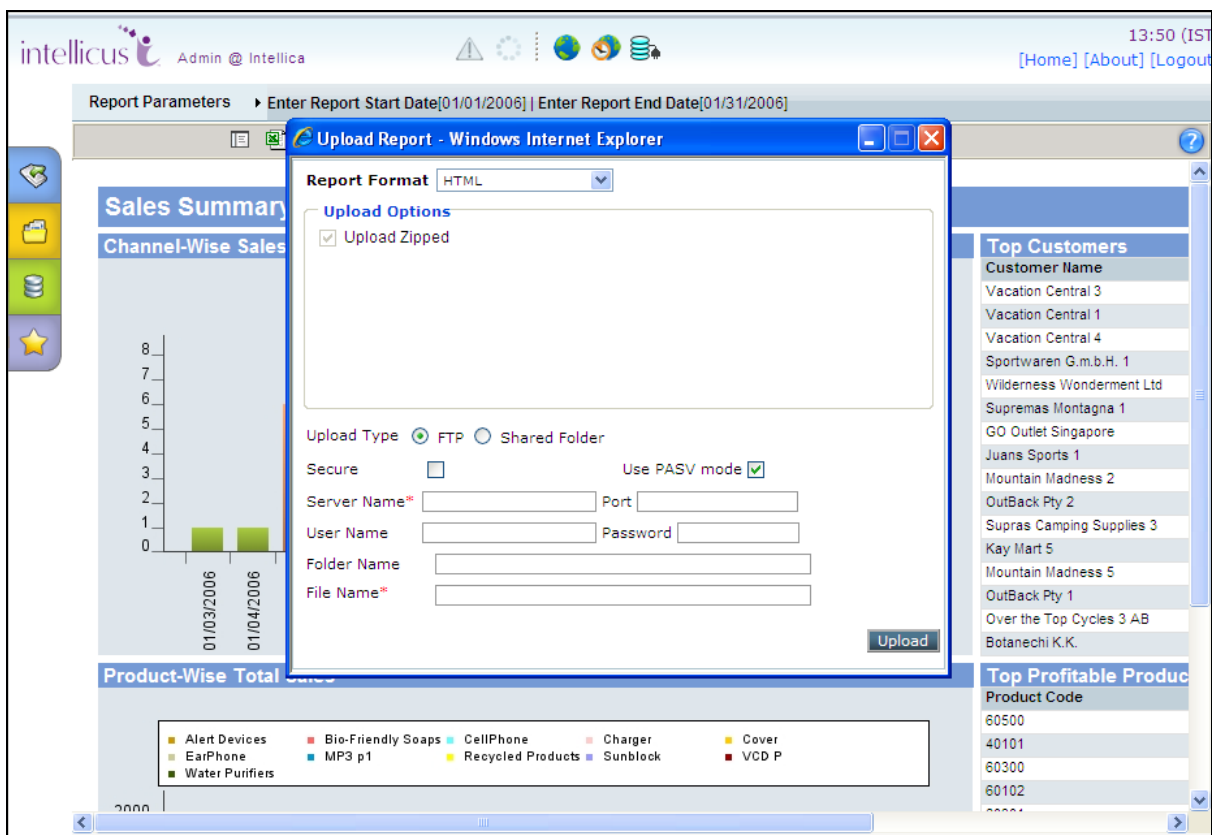 intellicus
Admin @ Intellica
13:50 (IST
[Home] [About] [Logout
Report Parameters
Enter Report Start Date[01/01/2006] | Enter Report End Date[01/31/2006]
Upload Report - Windows Internet Explorer
Report Format HTML
Upload Options
Upload Zipped
Upload Type FTP Shared Folder
Secure Use PASV mode
Server Name* Port
User Name Password
Folder Name
File Name*
Upload
Sales Summary
Channel-Wise Sales
8
7
6
5
4
3
2
1
0
01/03/2006
01/04/2006
Top Customers
Customer Name
Vacation Central 3
Vacation Central 1
Vacation Central 4
Sportwaren G.m.b.H. 1
Wilderness Wonderment Ltd
Supremas Montagna 1
GO Outlet Singapore
Juans Sports 1
Mountain Madness 2
OutBack Pty 2
Supras Camping Supplies 3
Kay Mart 5
Mountain Madness 5
OutBack Pty 1
Over the Top Cycles 3 AB
Botanechi K.K.
Product-Wise Total Sales
Alert Devices Bio-Friendly Soaps CellPhone Charger Cover
EarPhone MP3 p1 Recycled Products Sunblock VCD P
Water Purifiers
2000
Top Profitable Produc
Product Code
60500
40101
60300
60102